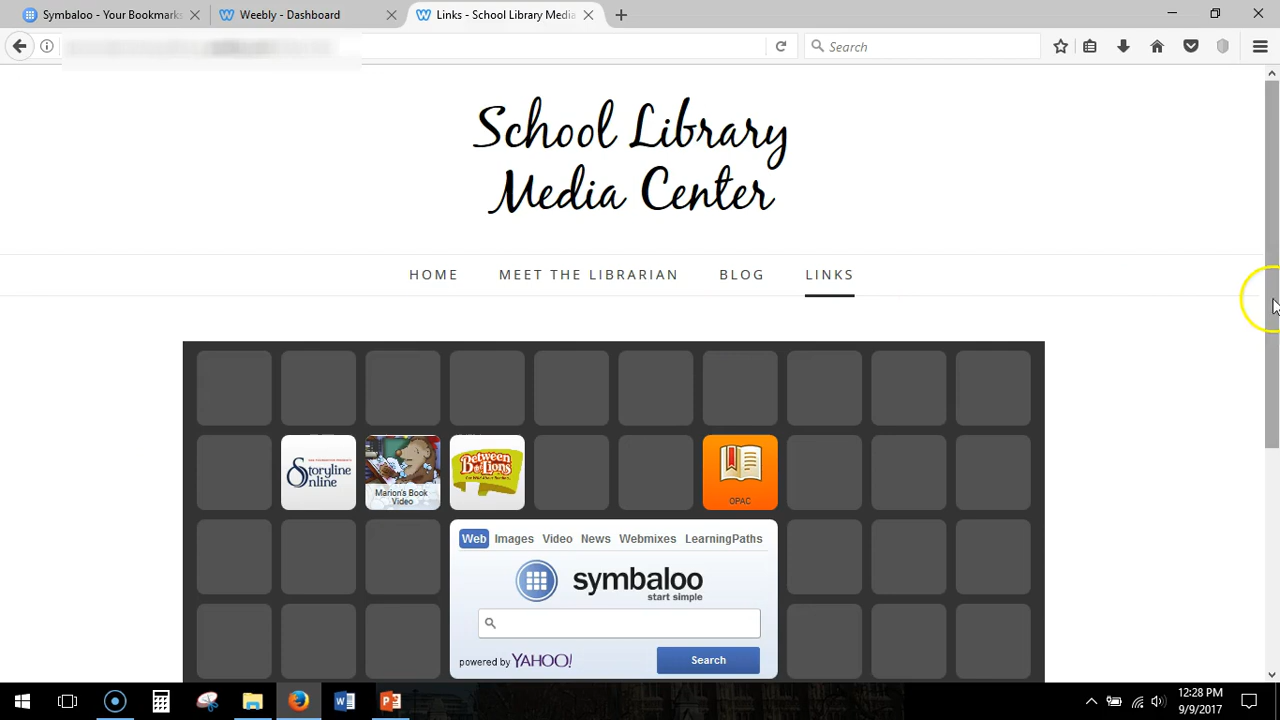 Symbaloo - Your Bookmarks
Weebly - Dashboard
Links - School Library Media
Search
School Library
Media Center
HOME
MEET THE LIBRARIAN
BLOG
LINKS
Storyline
Online
Marion's Book
Video
Between
the Lions
OPAC
Web
Images
Video
News
Webmixes
LearningPaths
symbaloo
start simple
powered by YAHOO!
Search
12:28 PM
9/9/2017